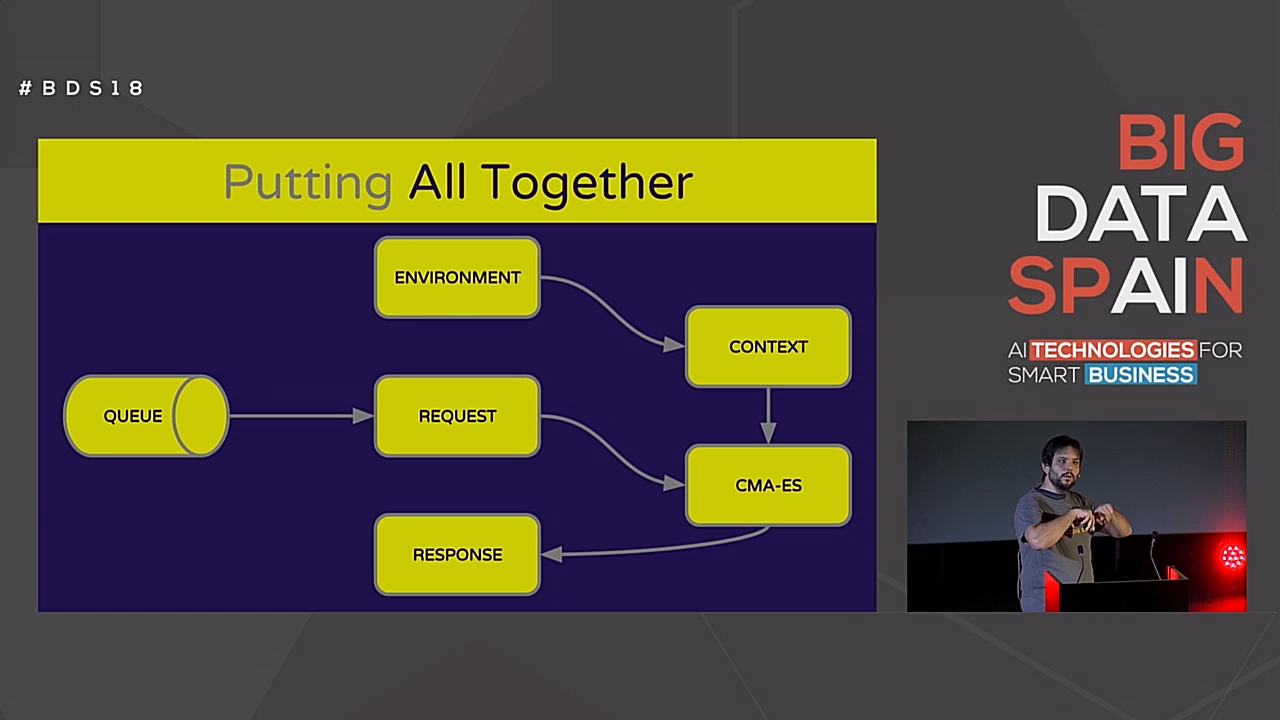 #BDS18
Putting All Together
ENVIRONMENT
CONTEXT
QUEUE
REQUEST
CMA-ES
RESPONSE
BIG
DATA
SPAIN
AI TECHNOLOGIES FOR
SMART BUSINESS